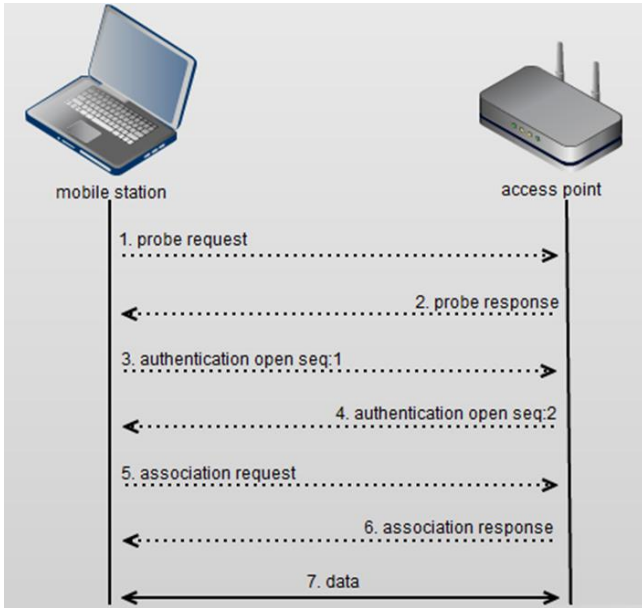 mobile station
access point
1. probe request
2. probe response
3. authentication open seq:1
4. authentication open seq:2
5. association request
6. association response
7. data